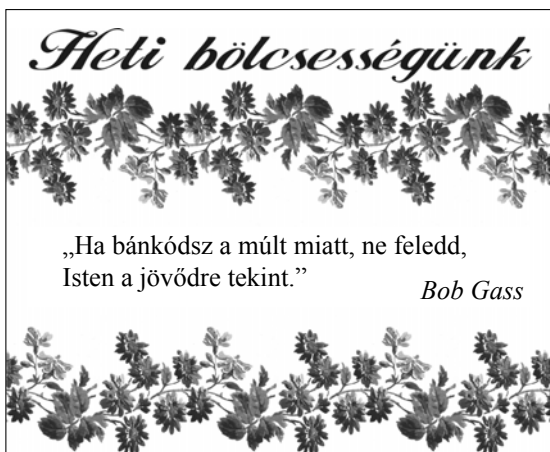 Heti bölcsességünk
„Ha bánkódsz a múlt miatt, ne feledd,
Isten a jövődre tekint.”
Bob Gass